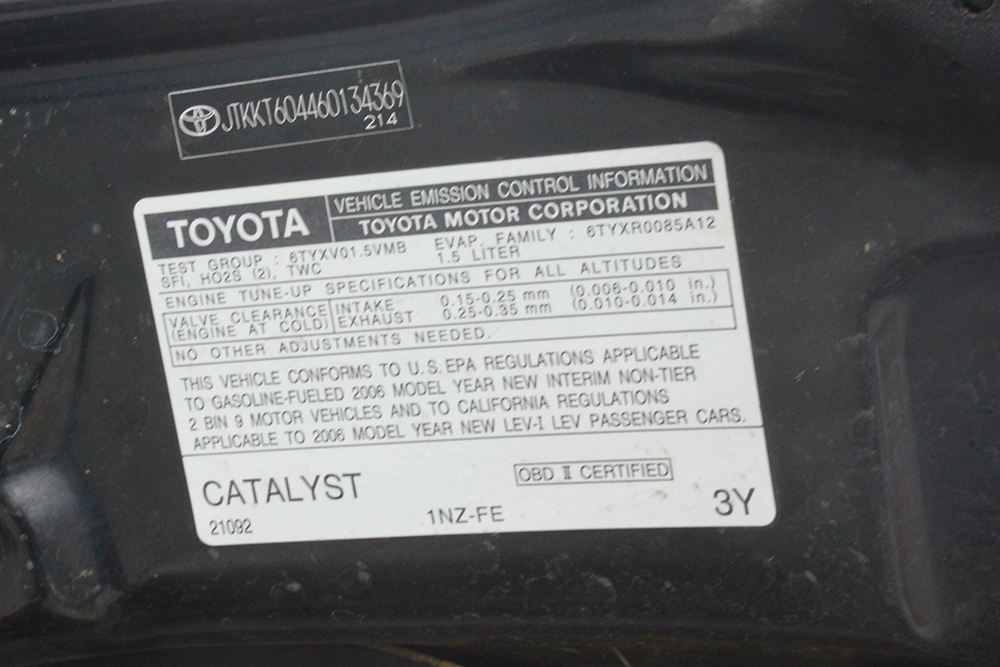 JTKKT604460134369
214
TOYOTA
VEHICLE EMISSION CONTROL INFORMATION
TOYOTA MOTOR CORPORATION
TEST GROUP : 6TYXV01.5VMB EVAP. FAMILY : 6TYXR0085A12
SFI, HO2S (2), TWC 1.5 LITER
ENGINE TUNE-UP SPECIFICATIONS FOR ALL ALTITUDES
VALVE CLEARANCE INTAKE 0.15-0.25 mm (0.006-0.010 in.)
(ENGINE AT COLD) EXHAUST 0.25-0.35 mm (0.010-0.014 in.)
NO OTHER ADJUSTMENTS NEEDED.
THIS VEHICLE CONFORMS TO U.S.EPA REGULATIONS APPLICABLE
TO GASOLINE-FUELED 2006 MODEL YEAR NEW INTERIM NON-TIER
2 BIN 9 MOTOR VEHICLES AND TO CALIFORNIA REGULATIONS
APPLICABLE TO 2006 MODEL YEAR NEW LEV-I LEV PASSENGER CARS.
CATALYST
OBD II CERTIFIED
21092
1NZ-FE
3Y